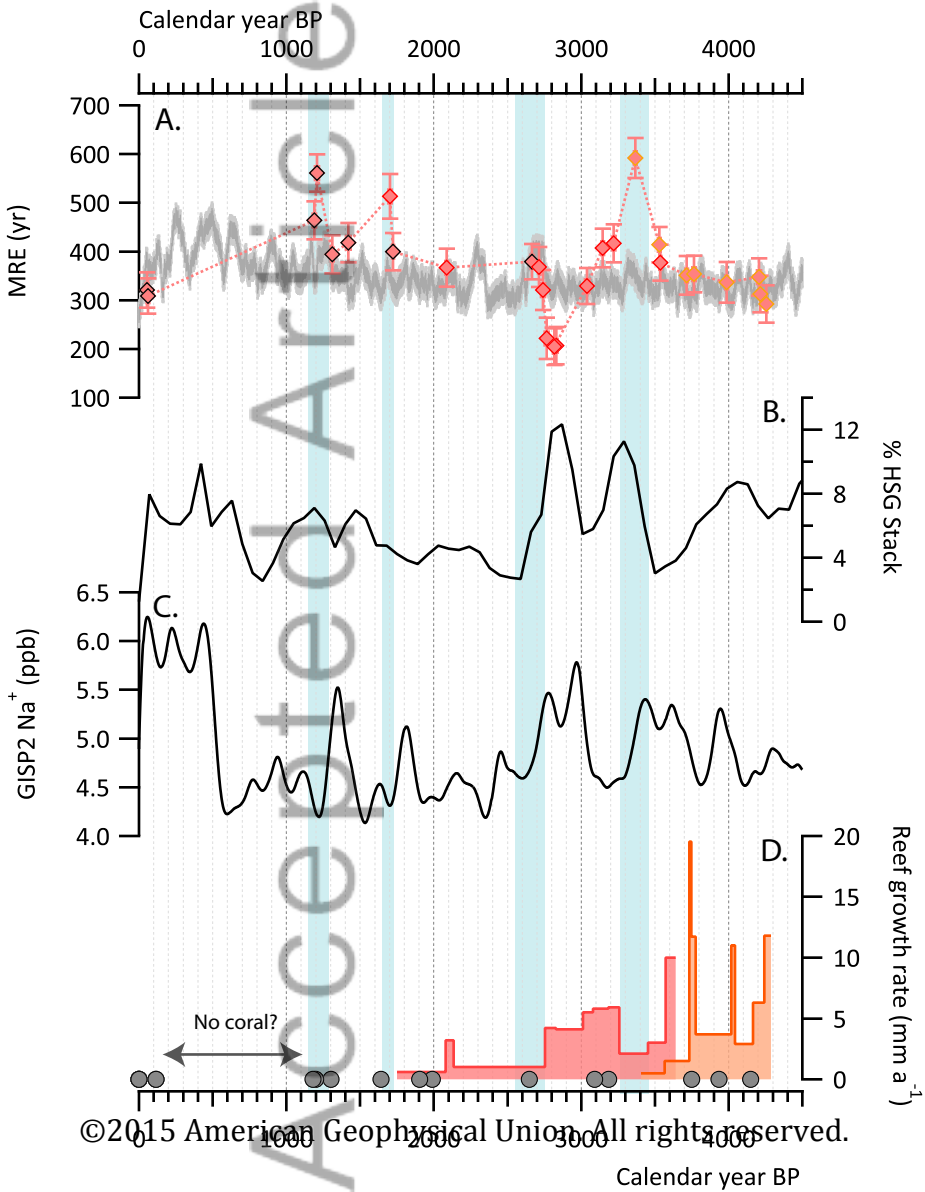 Calendar year BP
0 1000 2000 3000 4000
A.
700
600
500
400
300
200
100
MRE (yr)
B.
12
8
4
0
% HSG Stack
C.
6.5
6.0
5.5
5.0
4.5
4.0
GISP2 Na+ (ppb)
D.
20
15
10
5
0
Reef growth rate (mm a-1)
No coral?
0 1000 2000 3000 4000
©2015 American Geophysical Union. All rights reserved.
Calendar year BP
Accepted Article